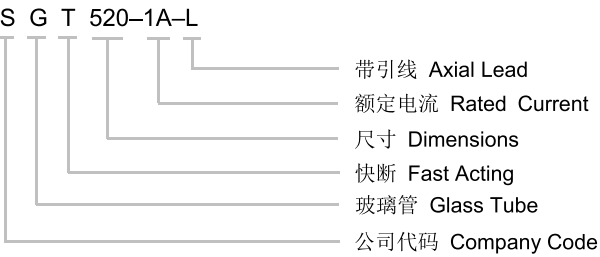 S G T 520–1A–L
带引线 Axial Lead
额定电流 Rated Current
尺寸 Dimensions
快断 Fast Acting
玻璃管 Glass Tube
公司代码 Company Code